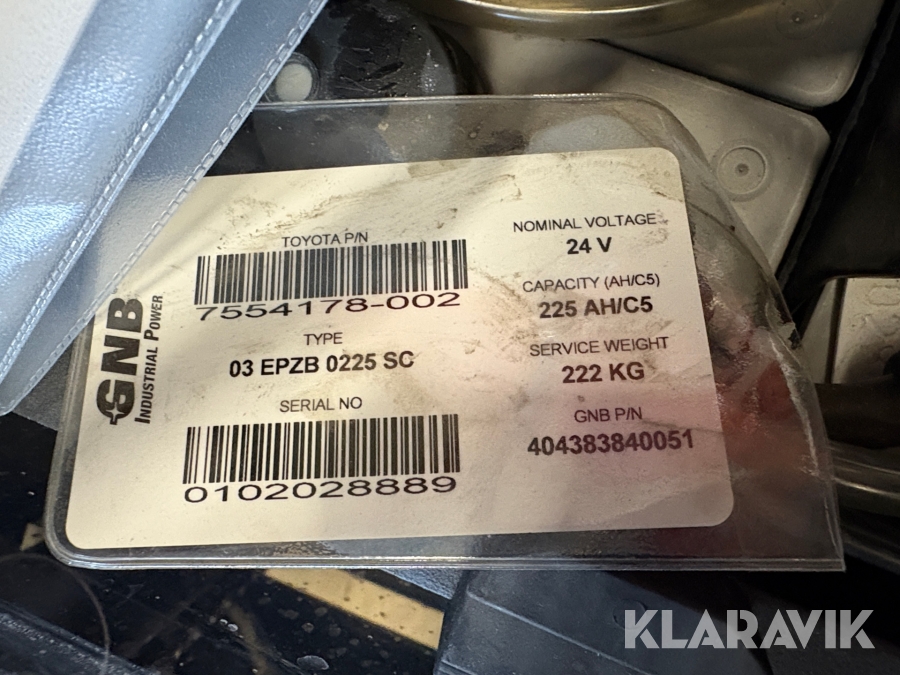 GNB
INDUSTRIAL POWER
TOYOTA P/N
7554178-002
TYPE
03 EPZB 0225 SC
SERIAL NO
0102028889
NOMINAL VOLTAGE
24 V
CAPACITY (AH/C5)
225 AH/C5
SERVICE WEIGHT
222 KG
GNB P/N
404383840051
KLARAVIK